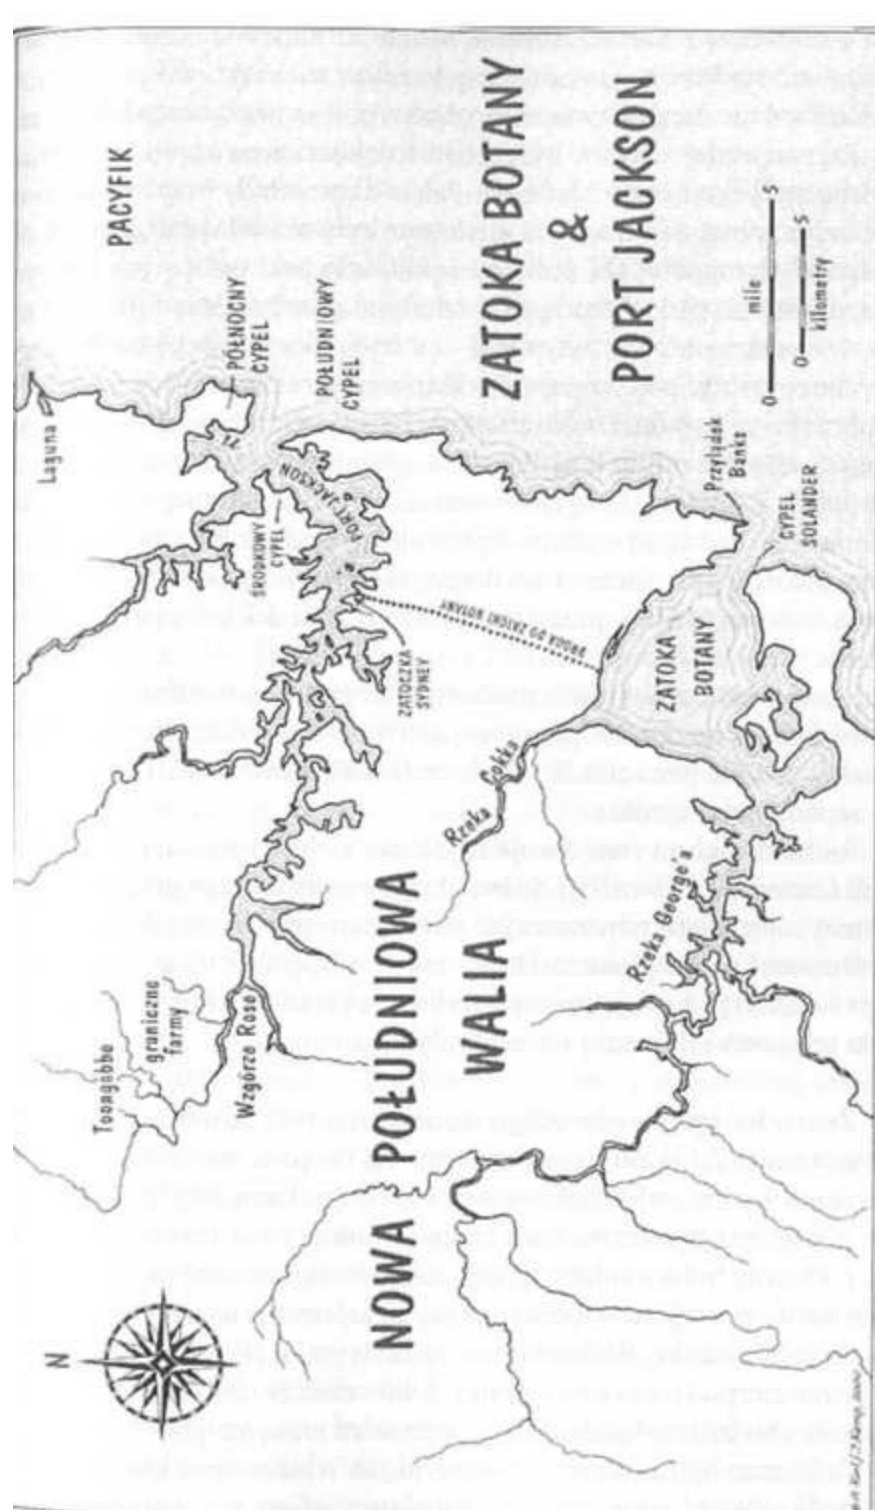 PACYFIK
ZATOKA BOTANY
&
PORT JACKSON
0 mile 5
0 kilometry 5
Laguna
PÓŁNOCNY
CYPEL
POŁUDNIOWY
CYPEL
ŚRODKOWY
CYPEL
PORT JACKSON
ZATOCZKA
SYDNEY
DROGA DO ZATOKI BOTANY
Przylądek
Banks
CYPEL
SOLANDER
ZATOKA
BOTANY
Rzeka Cooka
Rzeka George'a
Toongabbe
graniczne
farmy
Wzgórze Rose
NOWA POŁUDNIOWA
WALIA
N